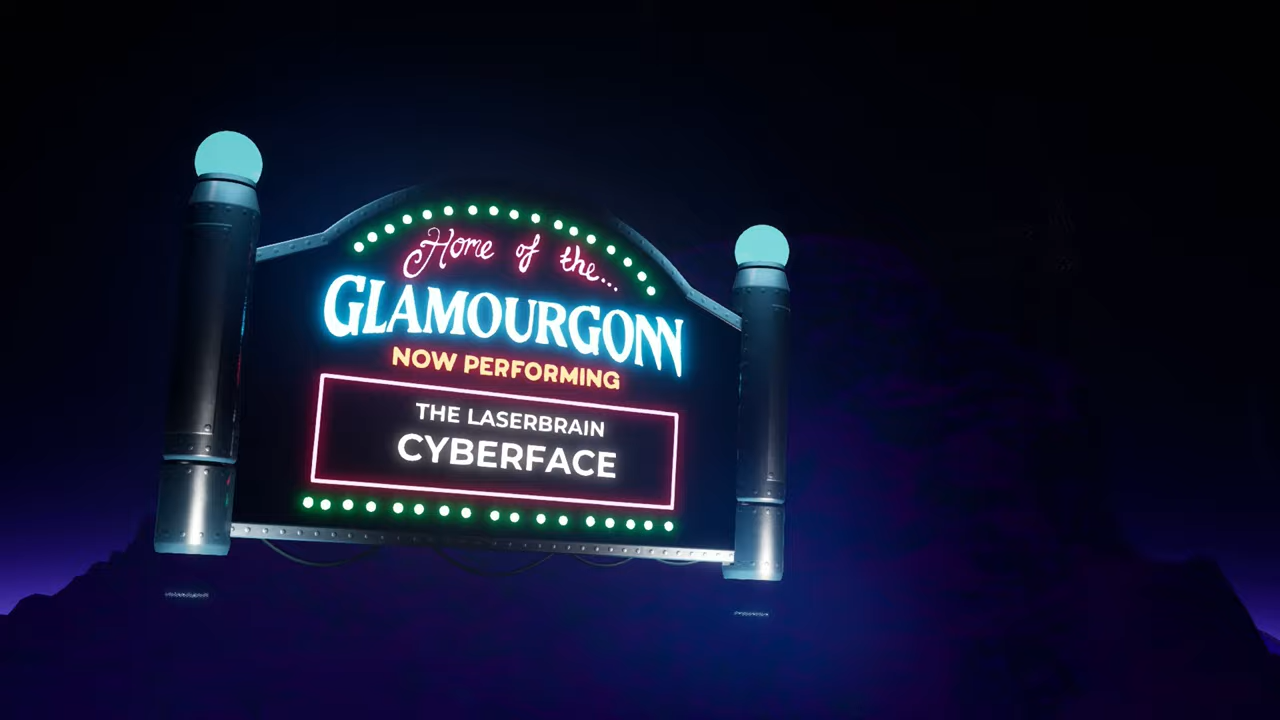 Home of the...
GLAMOURGONN
NOW PERFORMING
THE LASERBRAIN
CYBERFACE